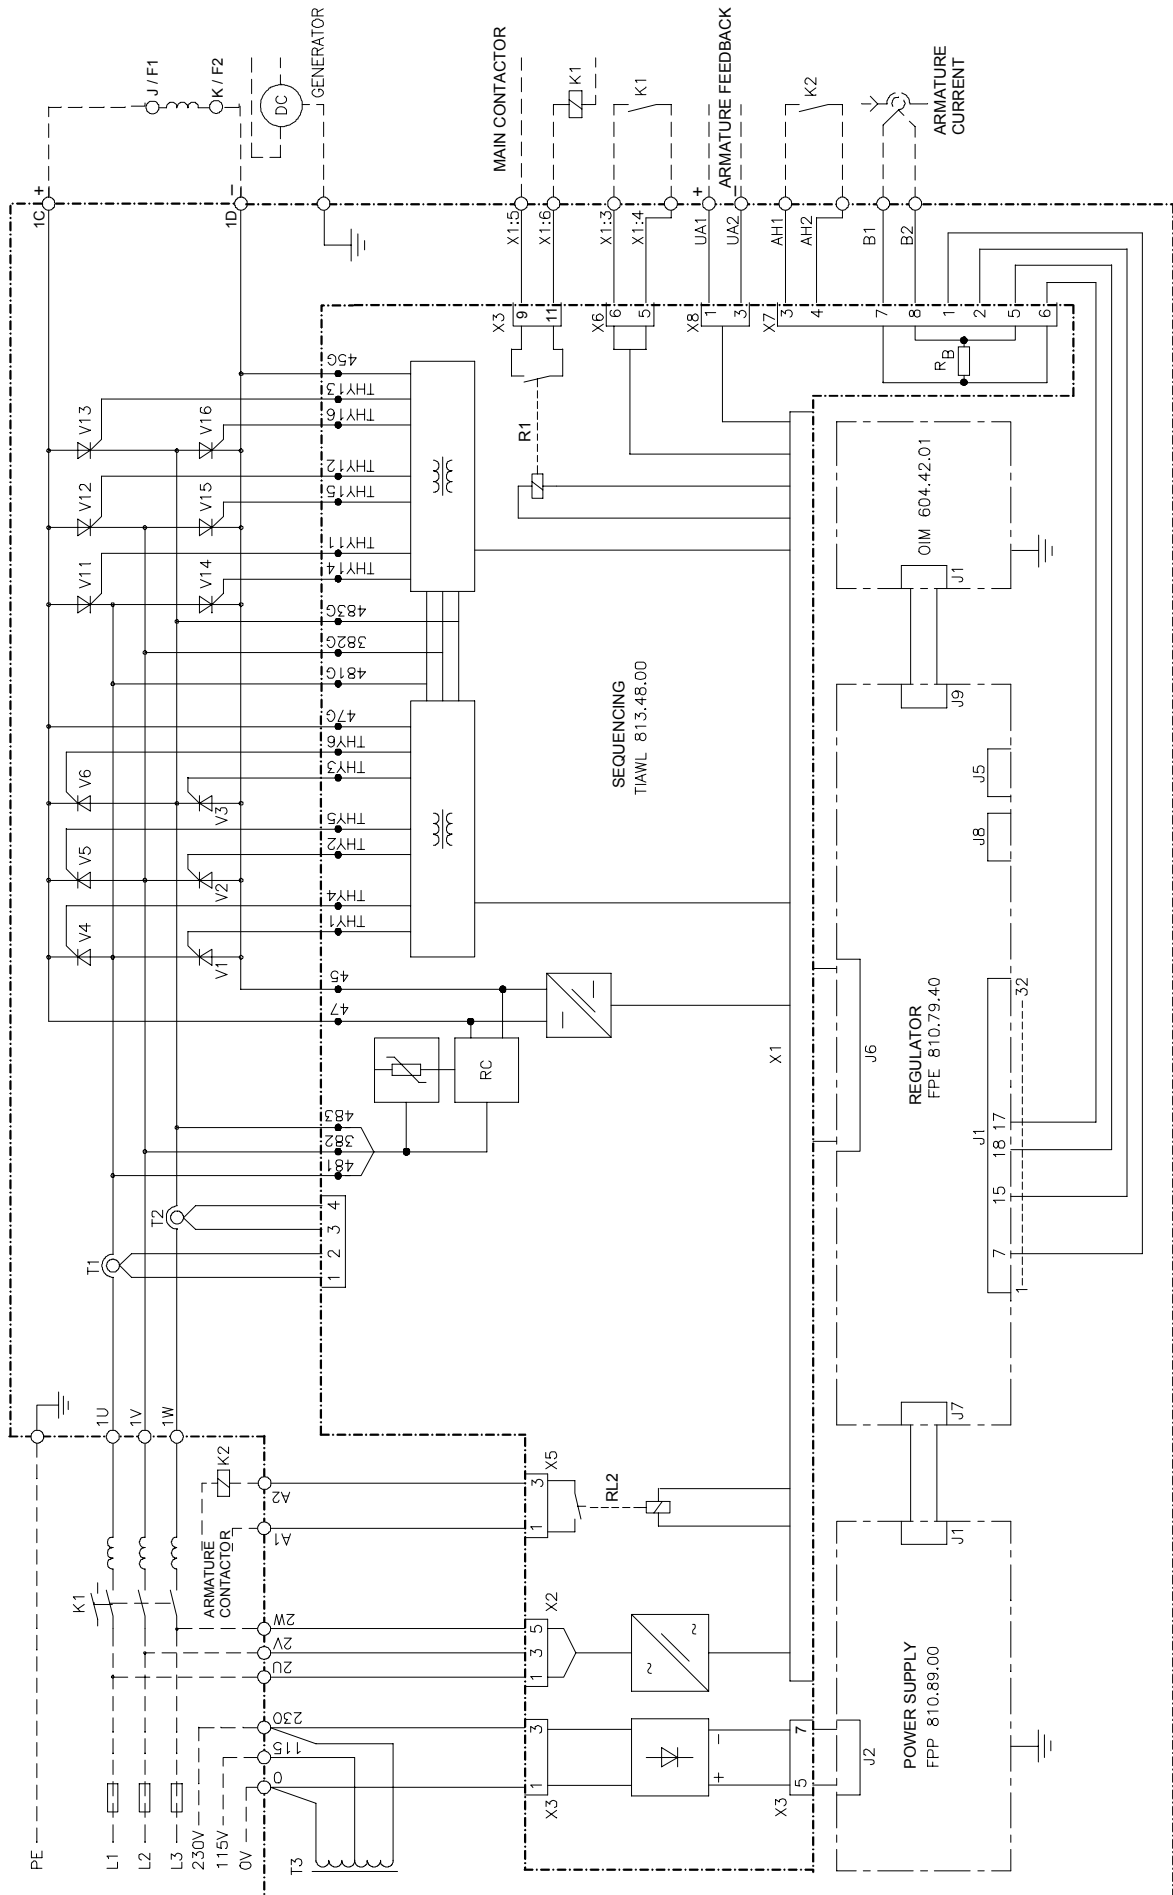 J / F1
K / F2
GENERATOR
DC
1C +
1D –
MAIN CONTACTOR
X1:5
X1:6
K1
X1:3
X1:4
K1
ARMATURE FEEDBACK
UA1 +
UA2 –
AH1
AH2
K2
B1
B2
ARMATURE
CURRENT
X3
9
11
X6
6
5
X8
1
3
X7
3
4
7
8
1
2
5
6
RB
R1
V13
V16
V12
V15
V11
V14
45G
THY13
THY16
THY12
THY15
THY11
THY14
483G
382G
481G
47G
THY6
THY3
THY5
THY2
THY4
THY1
V6
V3
V5
V2
V4
V1
45
47
483
382
481
RC
T2
T1
4
3
2
1
SEQUENCING
TIAWL 813.48.00
OIM 604.42.01
J1
J9
J5
J8
X1
J6
REGULATOR
FPE 810.79.40
J1
32
17
18
15
7
1
J7
J1
1U
1V
1W
K2
A2
A1
ARMATURE
CONTACTOR
X5
3
1
RL2
K1
2W
2V
2U
X2
5
3
1
~
~
230
115
0
3
1
X3
+
–
7
5
X3
J2
POWER SUPPLY
FPP 810.89.00
PE
L1
L2
L3
230V
115V
0V
T3